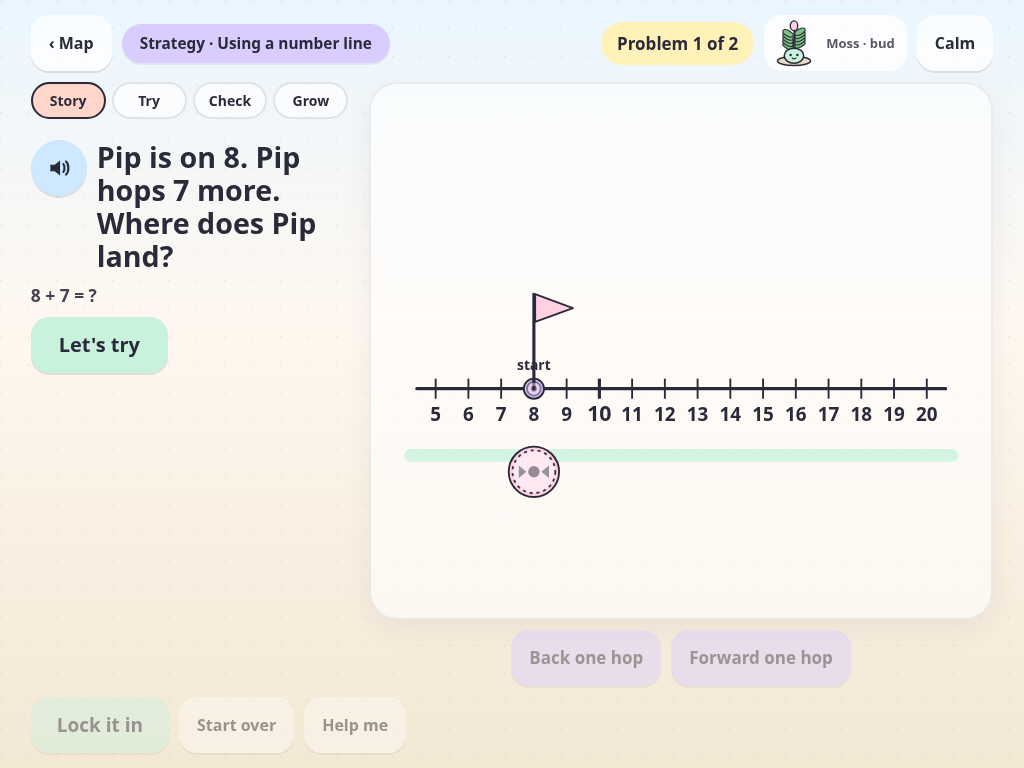 ‹ Map
Strategy · Using a number line
Problem 1 of 2
Moss · bud
Calm
Story
Try
Check
Grow
Pip is on 8. Pip
hops 7 more.
Where does Pip
land?
8 + 7 = ?
Let's try
start
5 6 7 8 9 10 11 12 13 14 15 16 17 18 19 20
Back one hop
Forward one hop
Lock it in
Start over
Help me